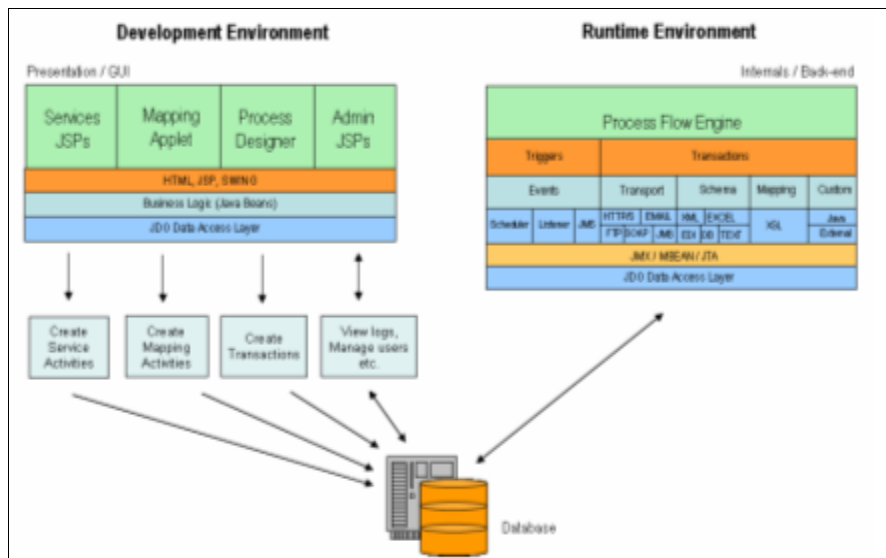 Development Environment
Runtime Environment
Presentation / GUI
Internals / Back-end
Services JSPs
Mapping Applet
Process Designer
Admin JSPs
HTML, JSP, SWING
Business Logic (Java Beans)
JDO Data Access Layer
Process Flow Engine
Triggers
Transactions
Events
Transport
Schema
Mapping
Custom
Scheduler
Listener
JMS
HTTP/S
EMAIL
XML
EXCEL
XSL
Java
FTP
SOAP
JMS
EDI
DB
TEXT
External
JMX / MBEAN / JTA
JDO Data Access Layer
Create Service Activities
Create Mapping Activities
Create Transactions
View logs, Manage users etc.
Database